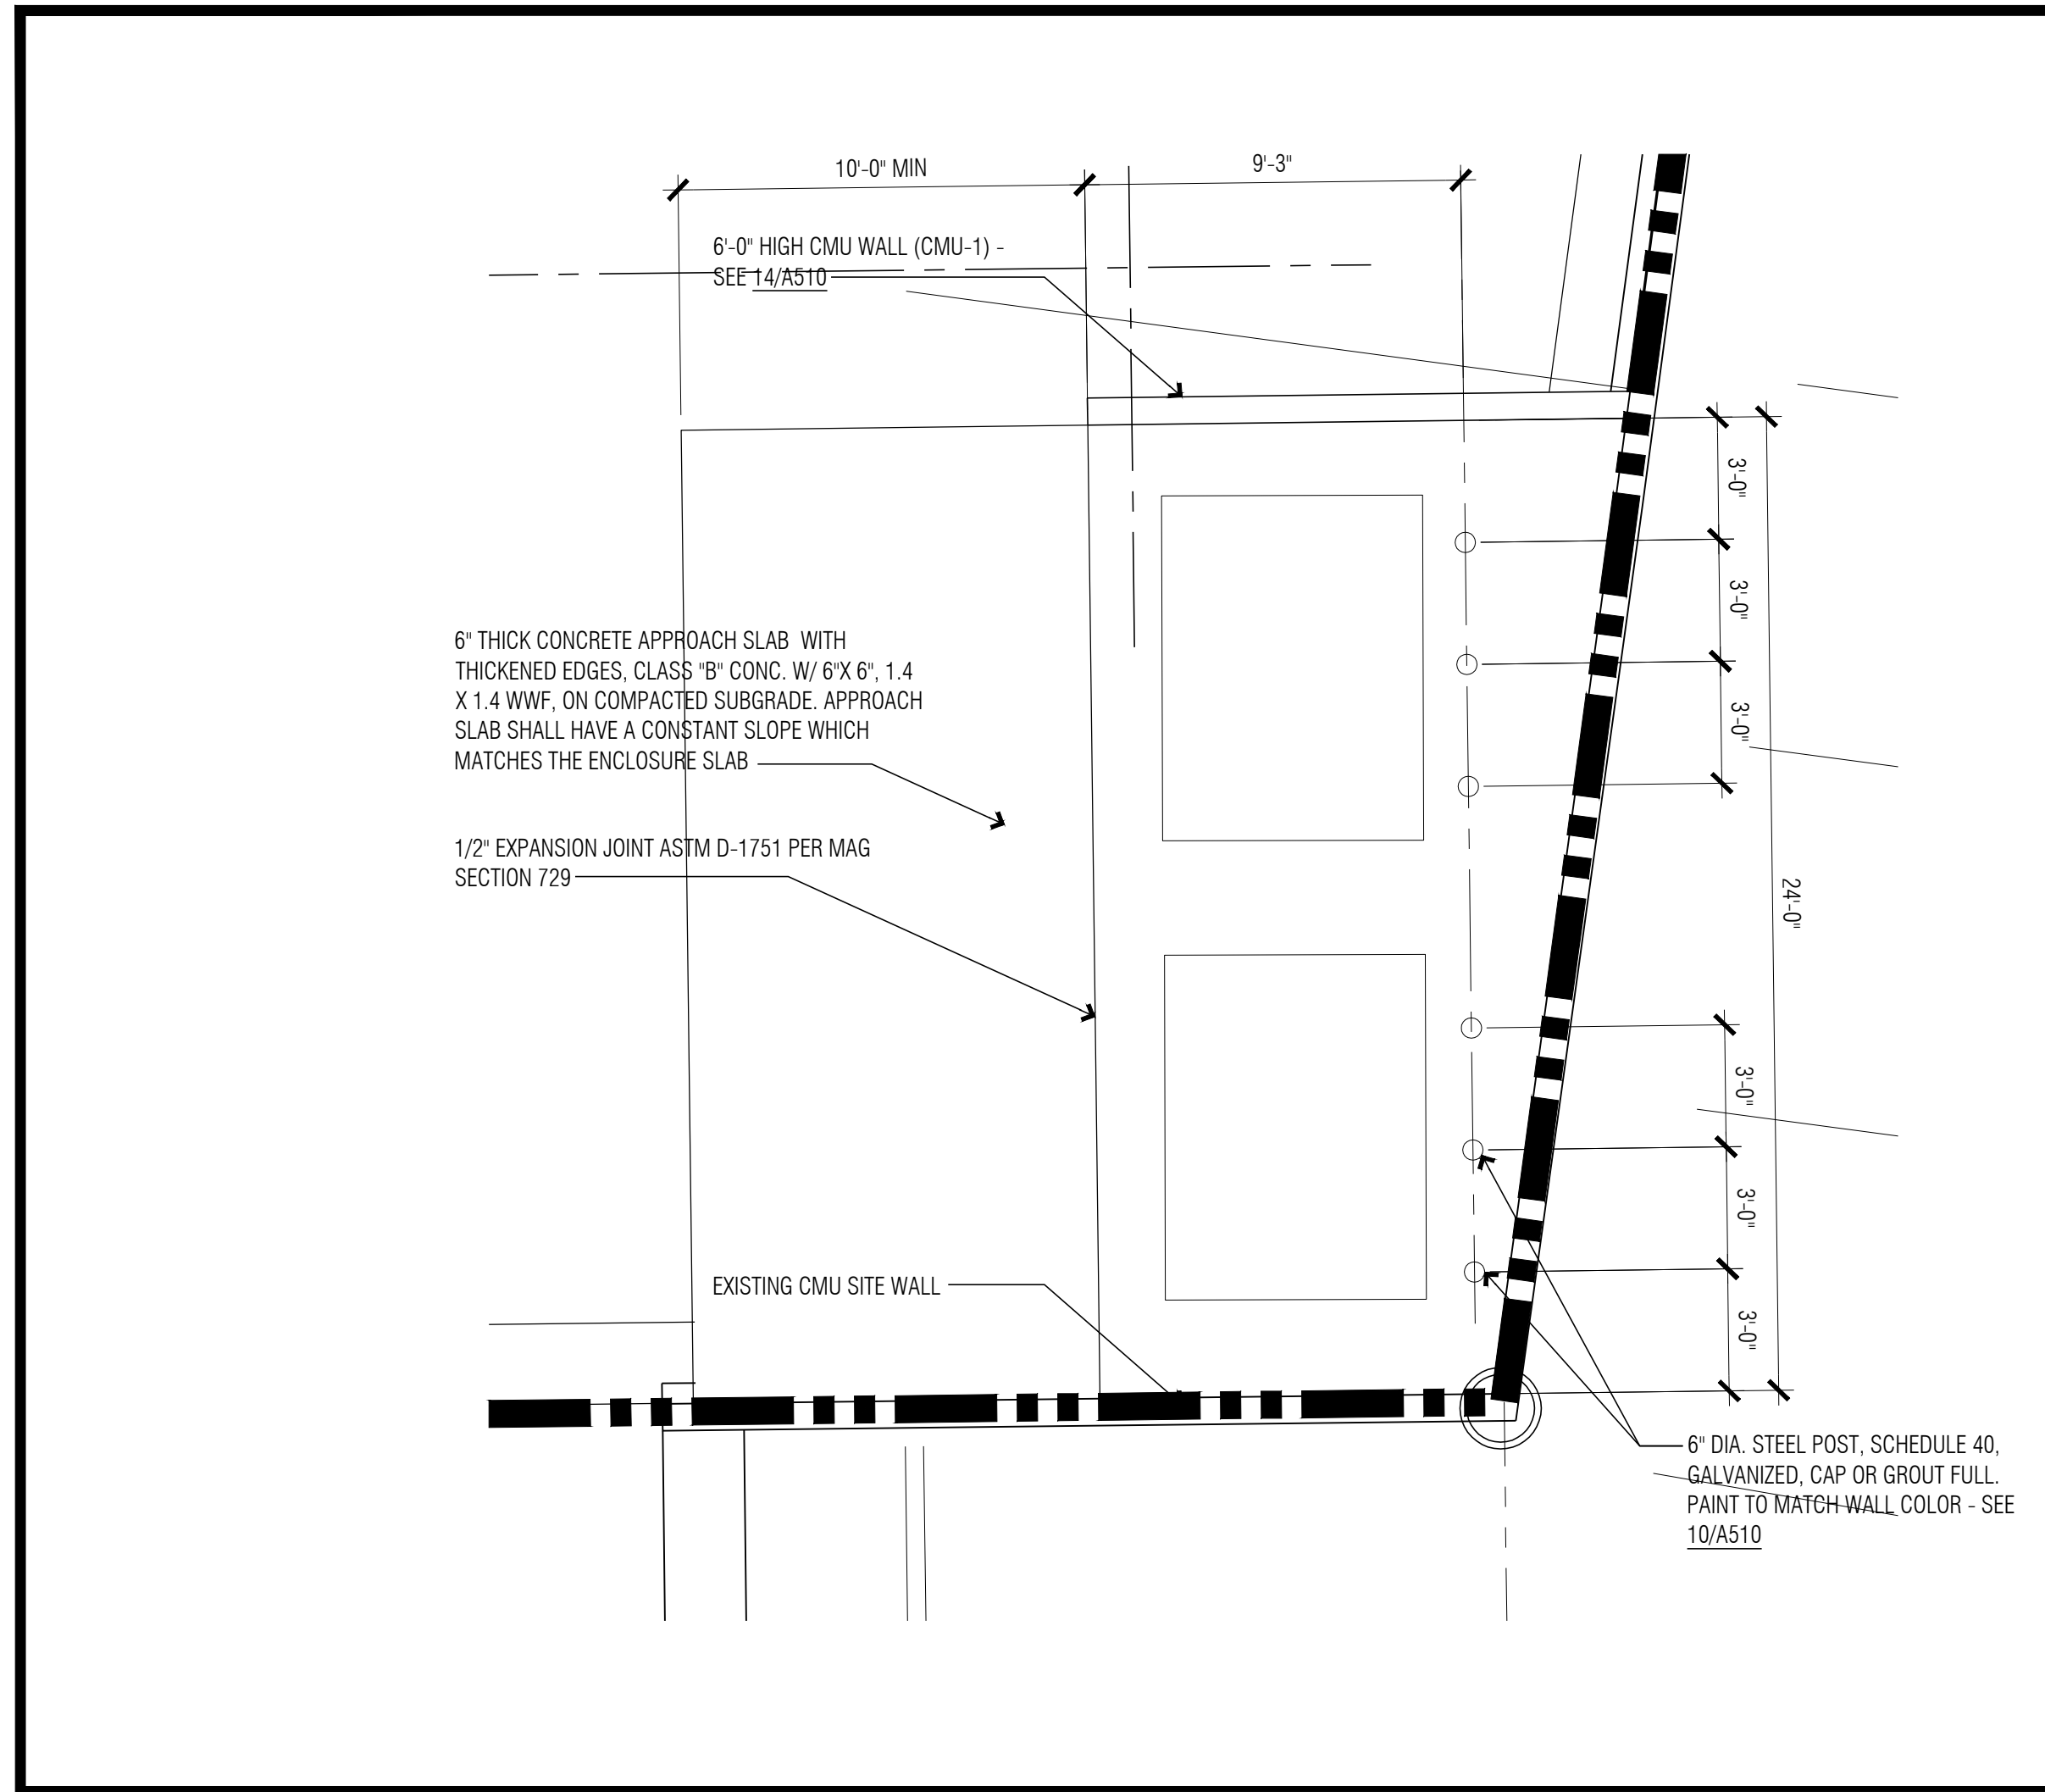 10'-0" MIN
9'-3"
6'-0" HIGH CMU WALL (CMU-1) -
SEE 14/A510
3'-0"
3'-0"
3'-0"
24'-0"
6" THICK CONCRETE APPROACH SLAB WITH
THICKENED EDGES, CLASS "B" CONC. W/ 6"X 6", 1.4
X 1.4 WWF, ON COMPACTED SUBGRADE. APPROACH
SLAB SHALL HAVE A CONSTANT SLOPE WHICH
MATCHES THE ENCLOSURE SLAB
1/2" EXPANSION JOINT ASTM D-1751 PER MAG
SECTION 729
3'-0"
3'-0"
3'-0"
EXISTING CMU SITE WALL
6" DIA. STEEL POST, SCHEDULE 40,
GALVANIZED, CAP OR GROUT FULL.
PAINT TO MATCH WALL COLOR - SEE
10/A510